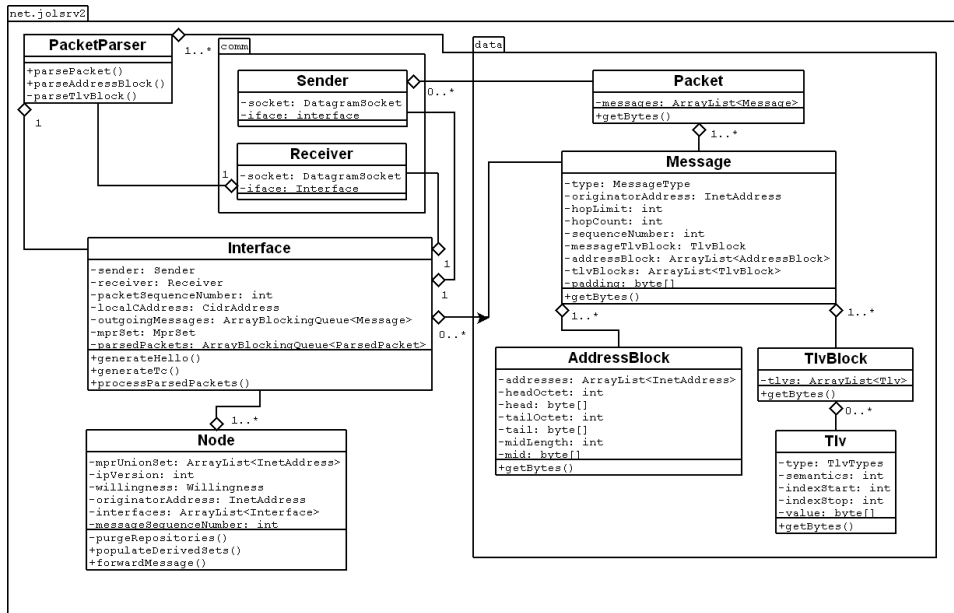 net.jolsrv2
PacketParser
+parsePacket()
+parseAddressBlock()
-parseTlvBlock()
1..*
1
comm
Sender
-socket: DatagramSocket
-iface: interface
0..*
Receiver
-socket: DatagramSocket
-iface: Interface
1
1
1
Interface
-sender: Sender
-receiver: Receiver
-packetSequenceNumber: int
-localCAddress: CidrAddress
-outgoingMessages: ArrayBlockingQueue<Message>
-mprSet: MprSet
-parsedPackets: ArrayBlockingQueue<ParsedPacket>
+generateHello()
+generateTc()
+processParsedPackets()
0..*
1..*
Node
-mprUnionSet: ArrayList<InetAddress>
-ipVersion: int
-willingness: Willingness
-originatorAddress: InetAddress
-interfaces: ArrayList<Interface>
-messageSequenceNumber: int
-purgeRepositories()
+populateDerivedSets()
+forwardMessage()
data
Packet
-messages: ArrayList<Message>
+getBytes()
1..*
Message
-type: MessageType
-originatorAddress: InetAddress
-hopLimit: int
-hopCount: int
-sequenceNumber: int
-messageTlvBlock: TlvBlock
-addressBlock: ArrayList<AddressBlock>
-tlvBlocks: ArrayList<TlvBlock>
-padding: byte[]
+getBytes()
1..*
1..*
AddressBlock
-addresses: ArrayList<InetAddress>
-headOctet: int
-head: byte[]
-tailOctet: int
-tail: byte[]
-midLength: int
-mid: byte[]
+getBytes()
TlvBlock
-tlvs: ArrayList<Tlv>
+getBytes()
0..*
Tlv
-type: TlvTypes
-semantics: int
-indexStart: int
-indexStop: int
-value: byte[]
+getBytes()